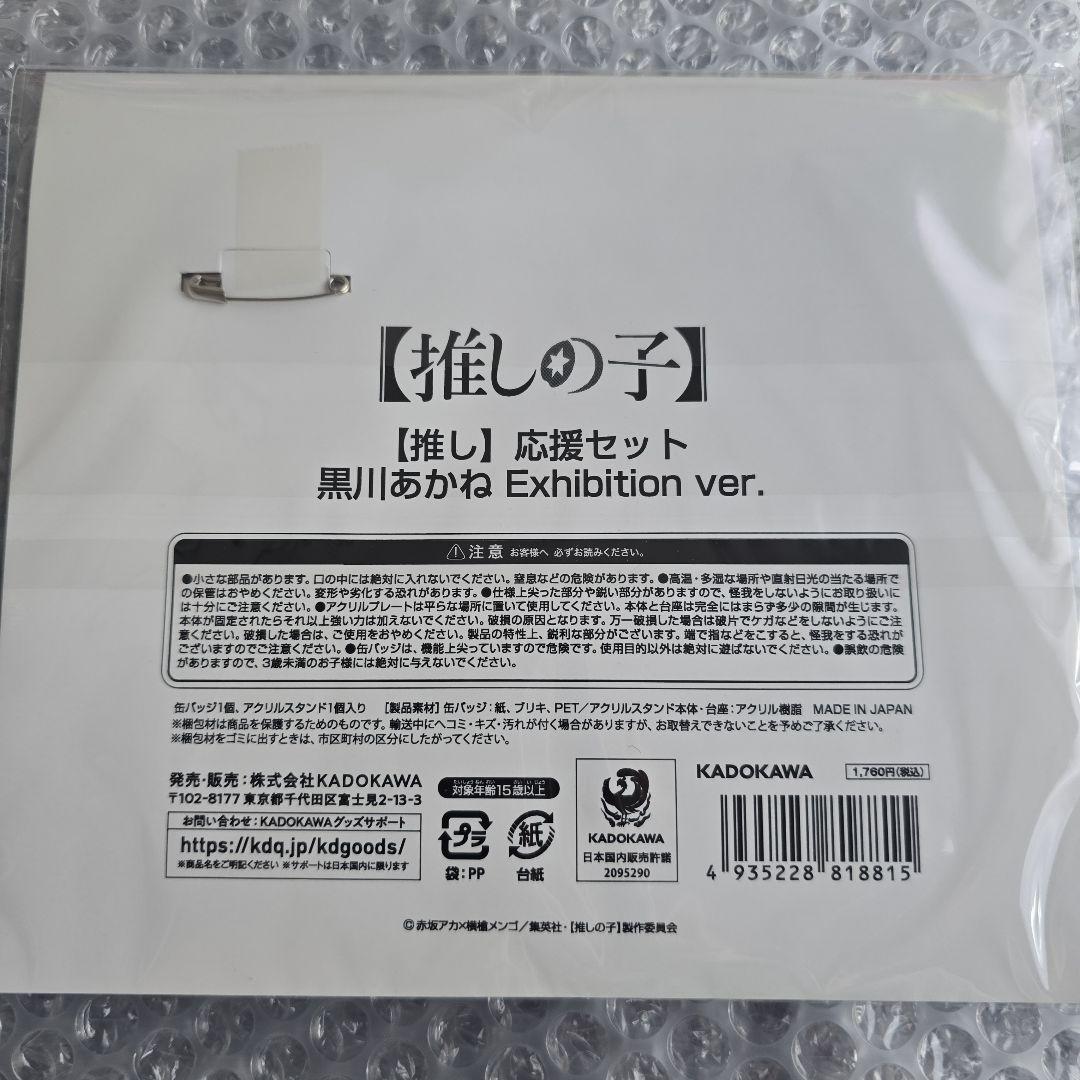 【推しの子】
【推し】応援セット
黒川あかね Exhibition ver.
⚠注意 お客様へ 必ずお読みください。
●小さな部品があります。口の中には絶対に入れないでください。窒息などの危険があります。●高温・多湿な場所や直射日光の当たる場所で
の保管はおやめください。変形や劣化する恐れがあります。●仕様上尖った部分や鋭い部分がありますので、怪我をしないようにお取り扱いに
は十分にご注意ください。●アクリルプレートは平らな場所に置いて使用してください。本体と台座は完全にはまらず多少の隙間が生じます。
本体が固定されたらそれ以上強い力は加えないでください。破損の原因となります。万一破損した場合は破片でケガなどをしないようにご注
意ください。破損した場合は、ご使用をおやめください。製品の特性上、鋭利な部分がございます。端で指などをこすると、怪我をする恐れが
ございますのでご注意ください。●缶バッジは、機能上尖っていますので危険です。使用目的以外は絶対に遊ばないでください。●誤飲の危険
がありますので、3歳未満のお子様には絶対に与えないでください。
缶バッジ1個、アクリルスタンド1個入り 【製品素材】缶バッジ：紙、ブリキ、PET／アクリルスタンド本体・台座：アクリル樹脂 MADE IN JAPAN
※梱包材は商品を保護するためのものです。輸送中にヘコミ・キズ・汚れが付く場合がありますが、お取替えできないことを予めご了承ください。
※梱包材をゴミに出すときは、市区町村の区分にしたがってください。
発売・販売：株式会社KADOKAWA
〒102-8177 東京都千代田区富士見2-13-3
お問い合わせ：KADOKAWAグッズサポート
https://kdq.jp/kdgoods/
※商品名をご明記ください ※サポートは日本国内に限ります
たいしょうねんれい さいいじょう
対象年齢15歳以上
プラ 紙
袋：PP 台紙
KADOKAWA
日本国内販売許諾
2095290
KADOKAWA 1,760円(税込)
4 935228 818815
©赤坂アカ×横槍メンゴ／集英社・【推しの子】製作委員会